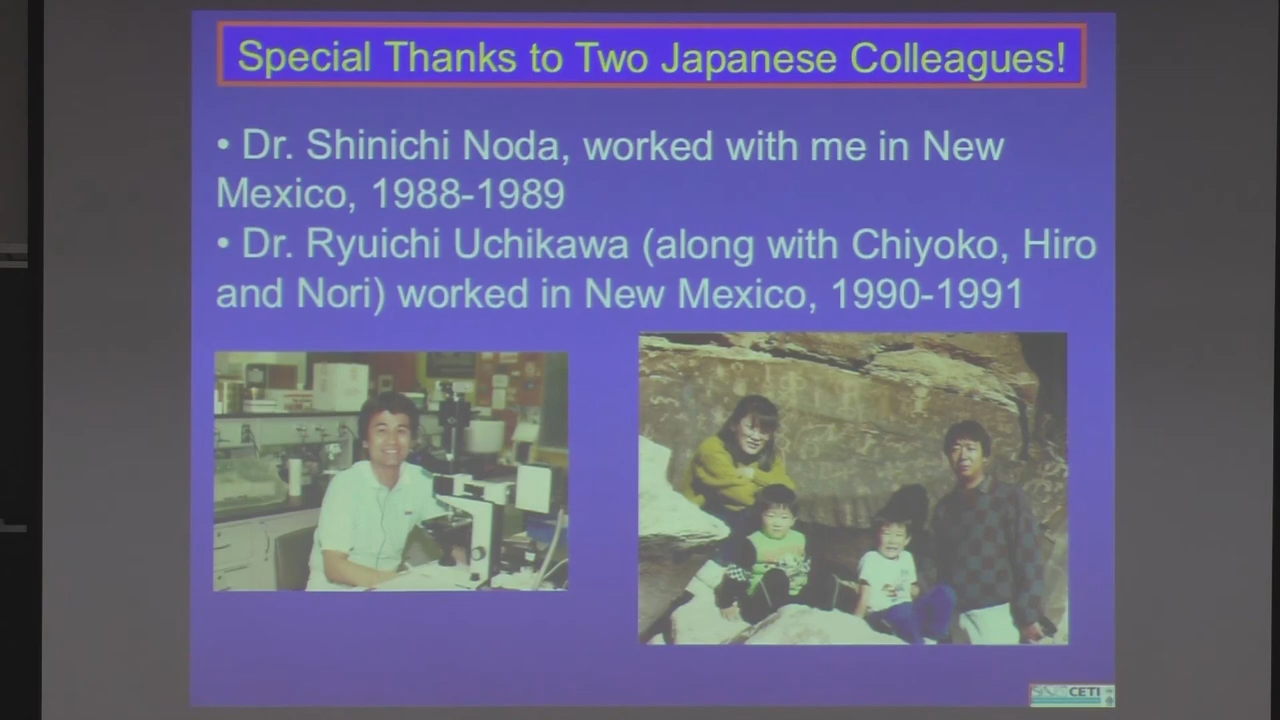 Special Thanks to Two Japanese Colleagues!
• Dr. Shinichi Noda, worked with me in New
Mexico, 1988-1989
• Dr. Ryuichi Uchikawa (along with Chiyoko, Hiro
and Nori) worked in New Mexico, 1990-1991
CETI